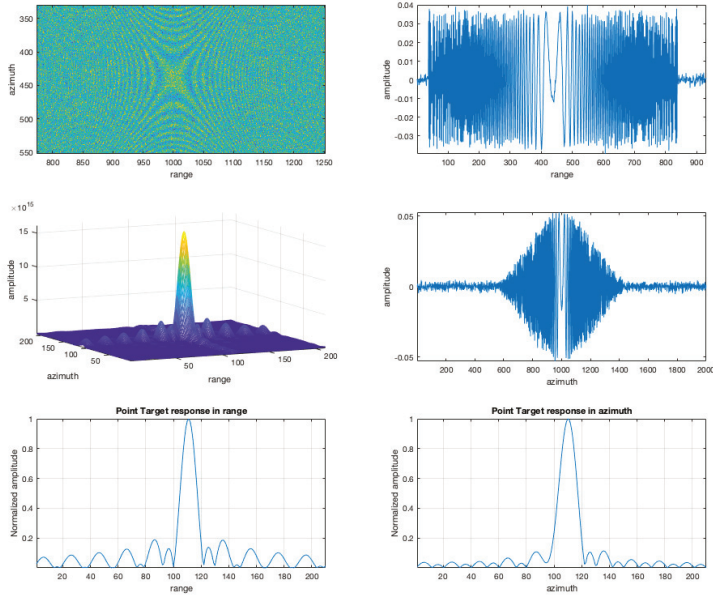 350
400
450
500
550
azimuth
800 850 900 950 1000 1050 1100 1150 1200 1250
range
0.04
0.03
0.02
0.01
0
-0.01
-0.02
-0.03
amplitude
100 200 300 400 500 600 700 800 900
range
×10¹⁵
15
10
5
amplitude
200
150
100
50
azimuth
50
100
150
200
range
0.05
0
-0.05
amplitude
200 400 600 800 1000 1200 1400 1600 1800 2000
azimuth
Point Target response in range
1
0.8
0.6
0.4
0.2
Normalized amplitude
20 40 60 80 100 120 140 160 180 200
range
Point Target response in azimuth
1
0.8
0.6
0.4
0.2
Normalized amplitude
20 40 60 80 100 120 140 160 180 200
azimuth